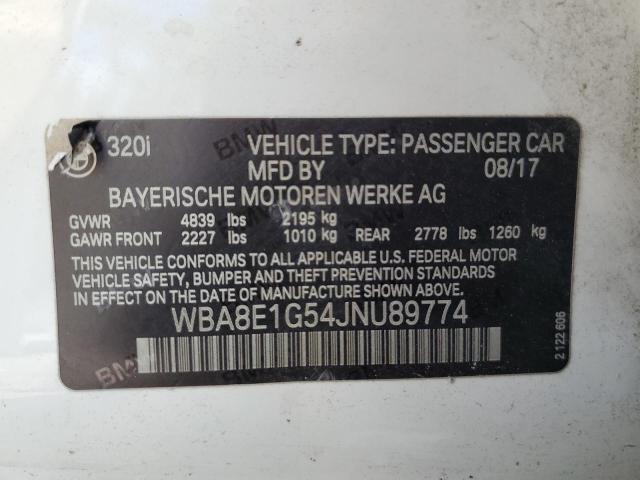 320i VEHICLE TYPE: PASSENGER CAR
MFD BY 08/17
BAYERISCHE MOTOREN WERKE AG
GVWR 4839 lbs 2195 kg
GAWR FRONT 2227 lbs 1010 kg REAR 2778 lbs 1260 kg
THIS VEHICLE CONFORMS TO ALL APPLICABLE U.S. FEDERAL MOTOR
VEHICLE SAFETY, BUMPER AND THEFT PREVENTION STANDARDS
IN EFFECT ON THE DATE OF MANUFACTURE SHOWN ABOVE.
WBA8E1G54JNU89774
2 122 606